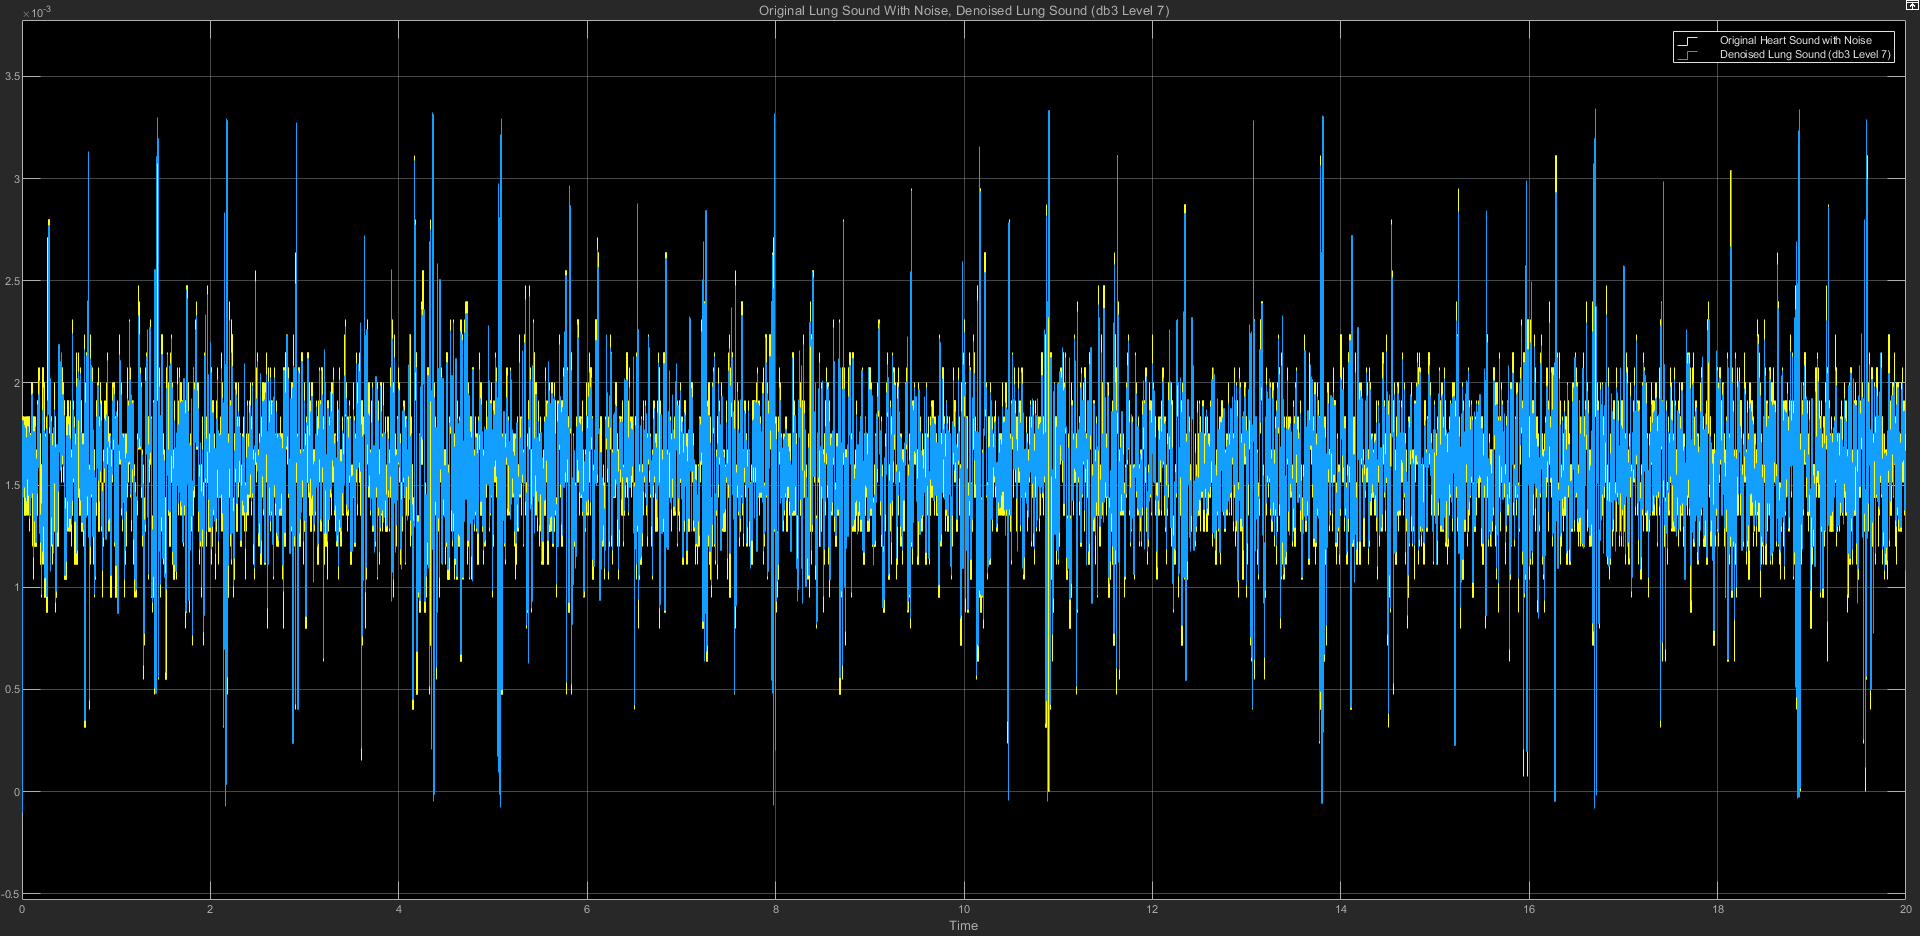 Original Lung Sound With Noise, Denoised Lung Sound (db3 Level 7)
×10⁻³
Original Heart Sound with Noise
Denoised Lung Sound (db3 Level 7)
3.5
3
2.5
2
1.5
1
0.5
0
-0.5
0 2 4 6 8 10 12 14 16 18 20
Time